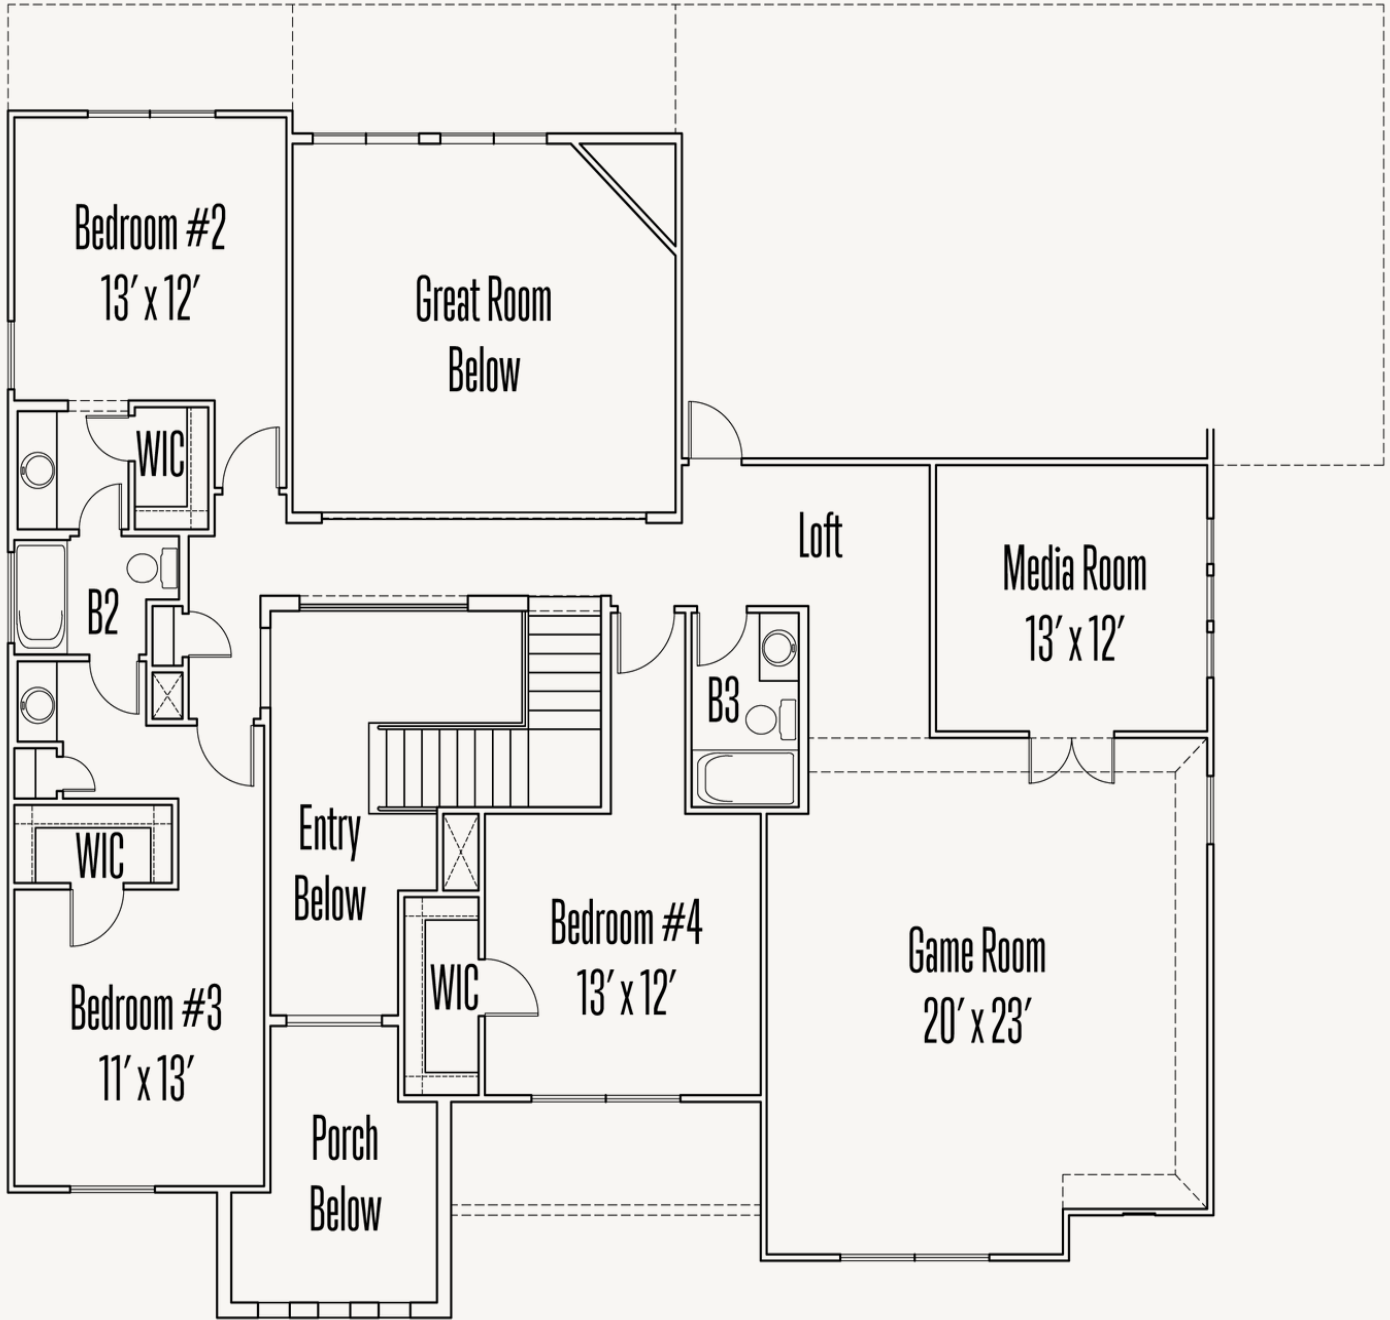 Bedroom #2
13′ x 12′
Great Room
Below
WIC
Loft
Media Room
13′ x 12′
B2
B3
Entry
Below
WIC
Bedroom #4
13′ x 12′
Game Room
20′ x 23′
WIC
Bedroom #3
11′ x 13′
Porch
Below